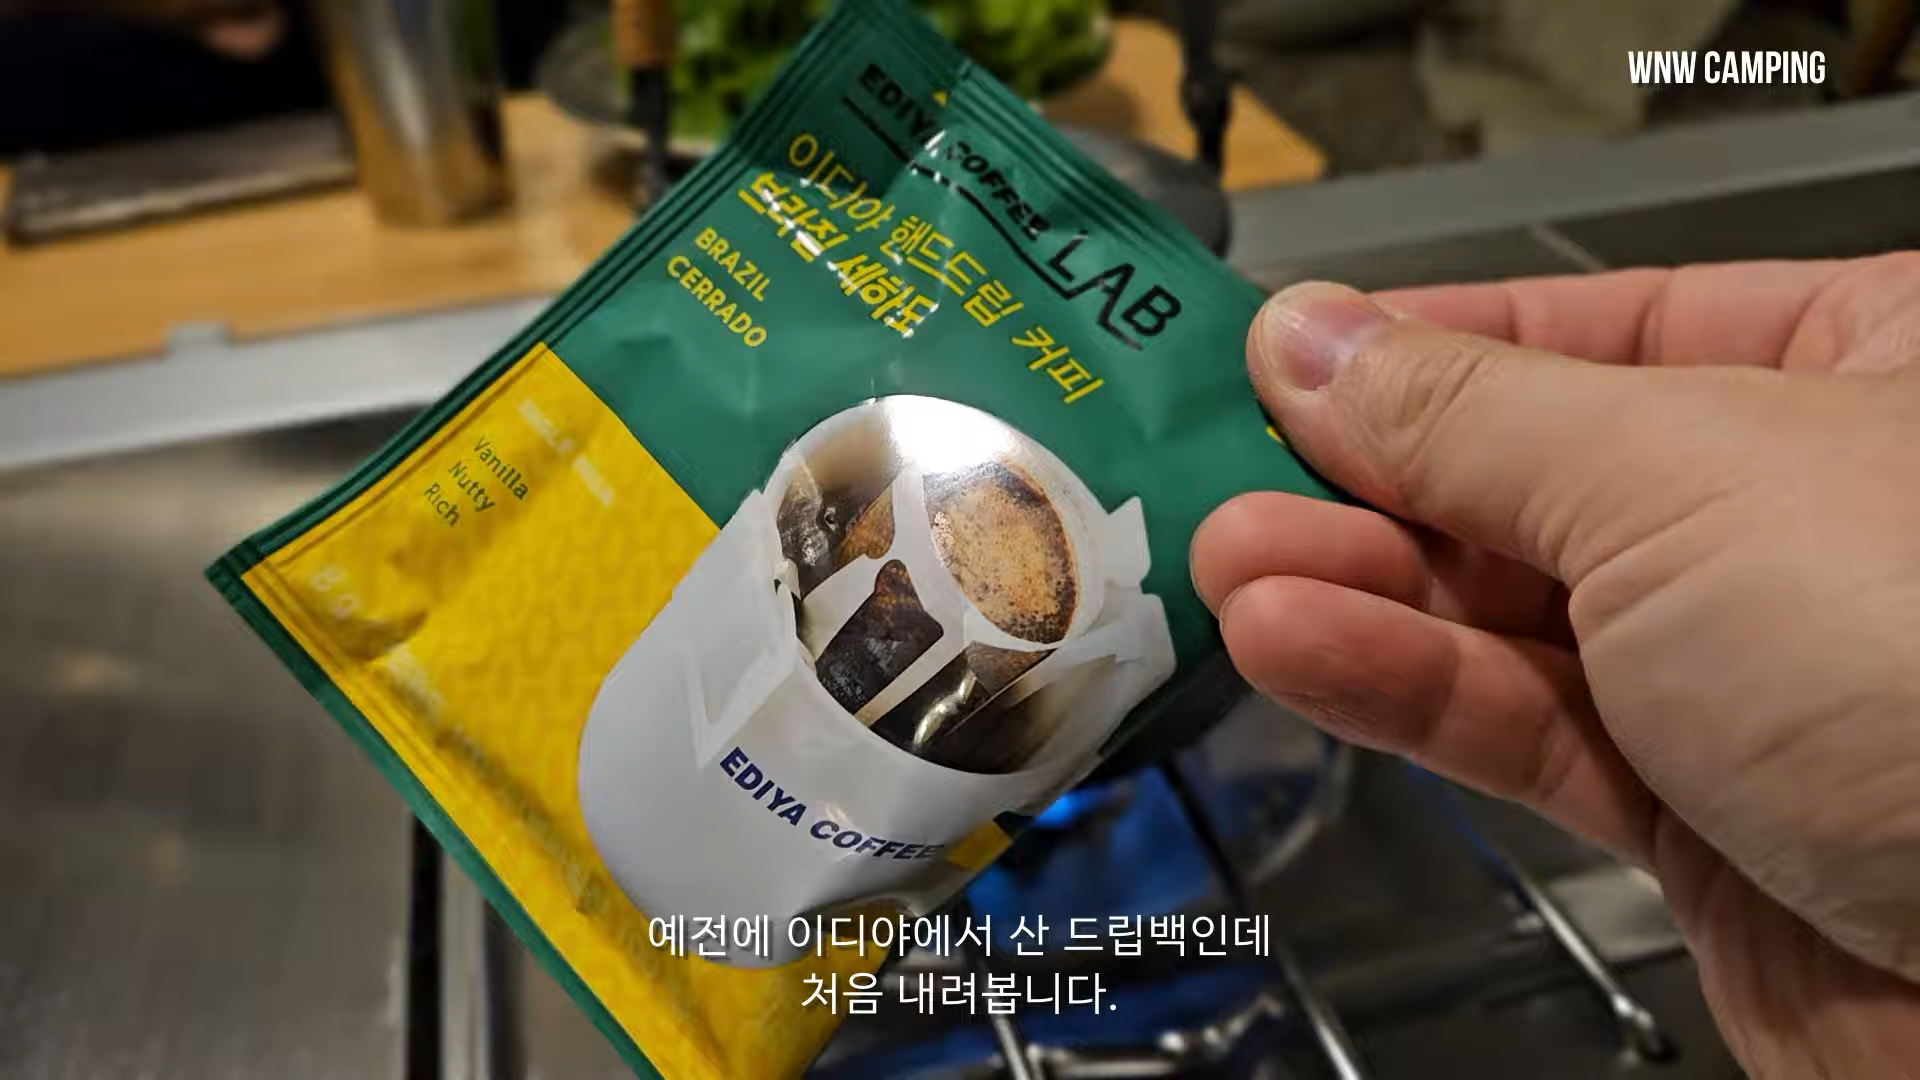 WNW CAMPING
EDIYA COFFEE LAB
이디야 핸드드립 커피
브라질 세하도
BRAZIL
CERRADO
Vanilla
Nutty
Rich
8 g
EDIYA COFFEE
예전에 이디야에서 산 드립백인데
처음 내려봅니다.